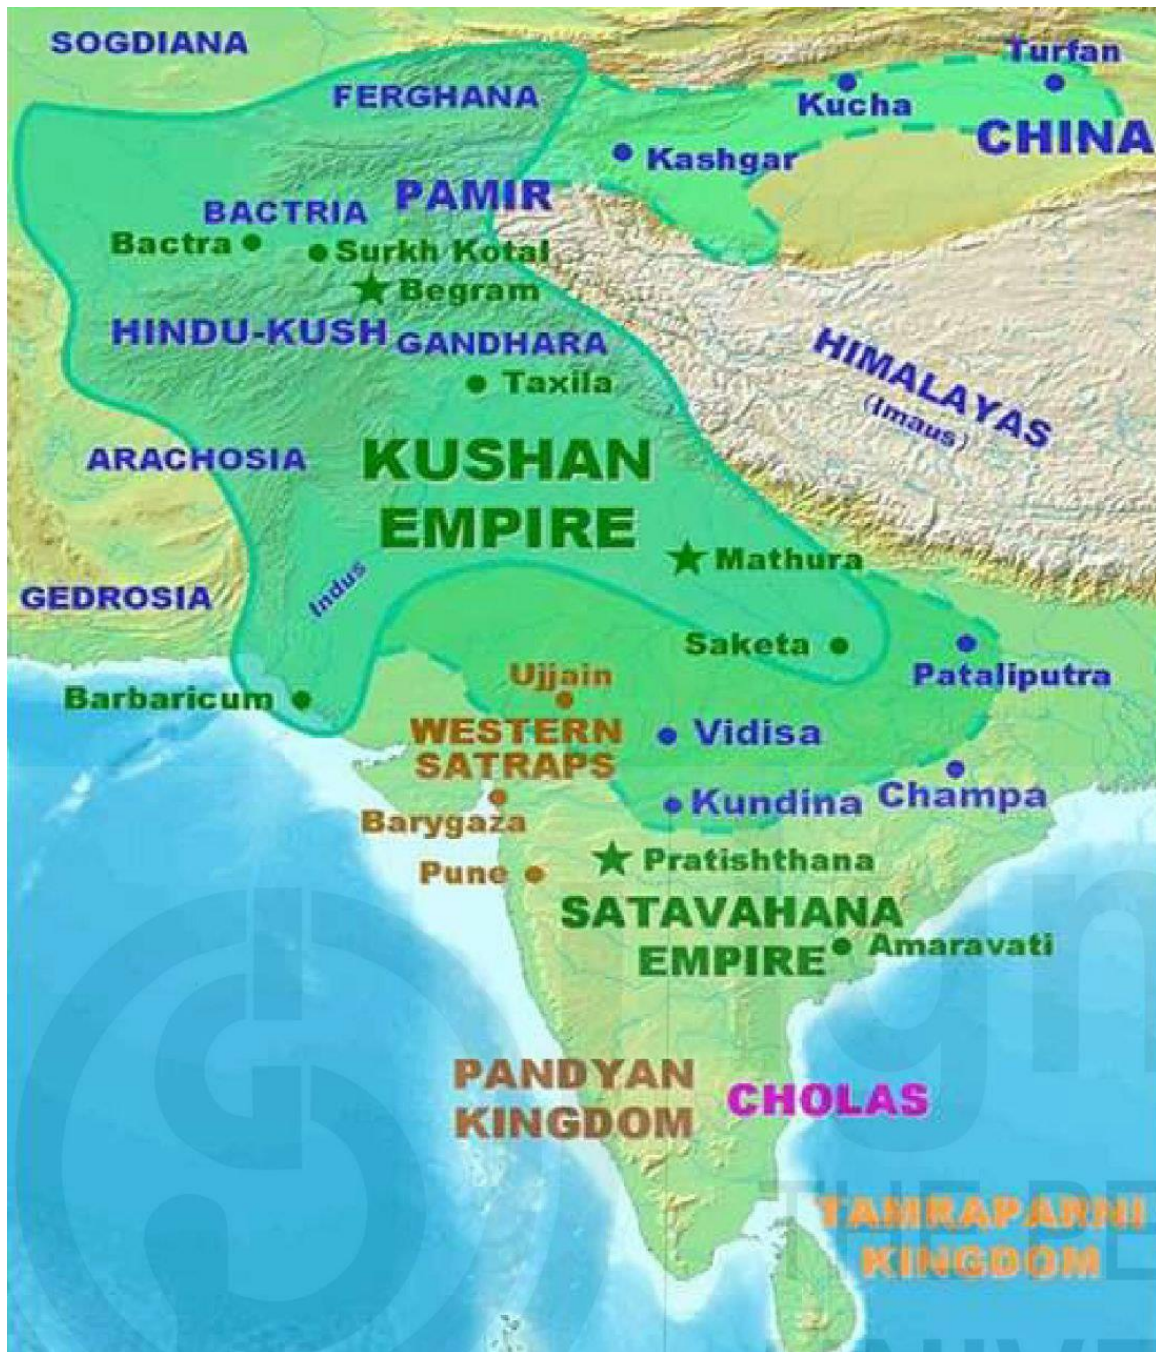 SOGDIANA
Turfan
FERGHANA
Kucha
CHINA
Kashgar
PAMIR
BACTRIA
Bactra
Surkh Kotal
Begram
HINDU-KUSH
GANDHARA
HIMALAYAS
(Imaus)
Taxila
ARACHOSIA
KUSHAN
EMPIRE
Mathura
Indus
GEDROSIA
Saketa
Pataliputra
Ujjain
Barbaricum
WESTERN
SATRAPS
Vidisa
Barygaza
Kundina
Champa
Pune
Pratishthana
SATAVAHANA
EMPIRE
Amaravati
PANDYAN
KINGDOM
CHOLAS
TAMRAPARNI
KINGDOM
THE PE